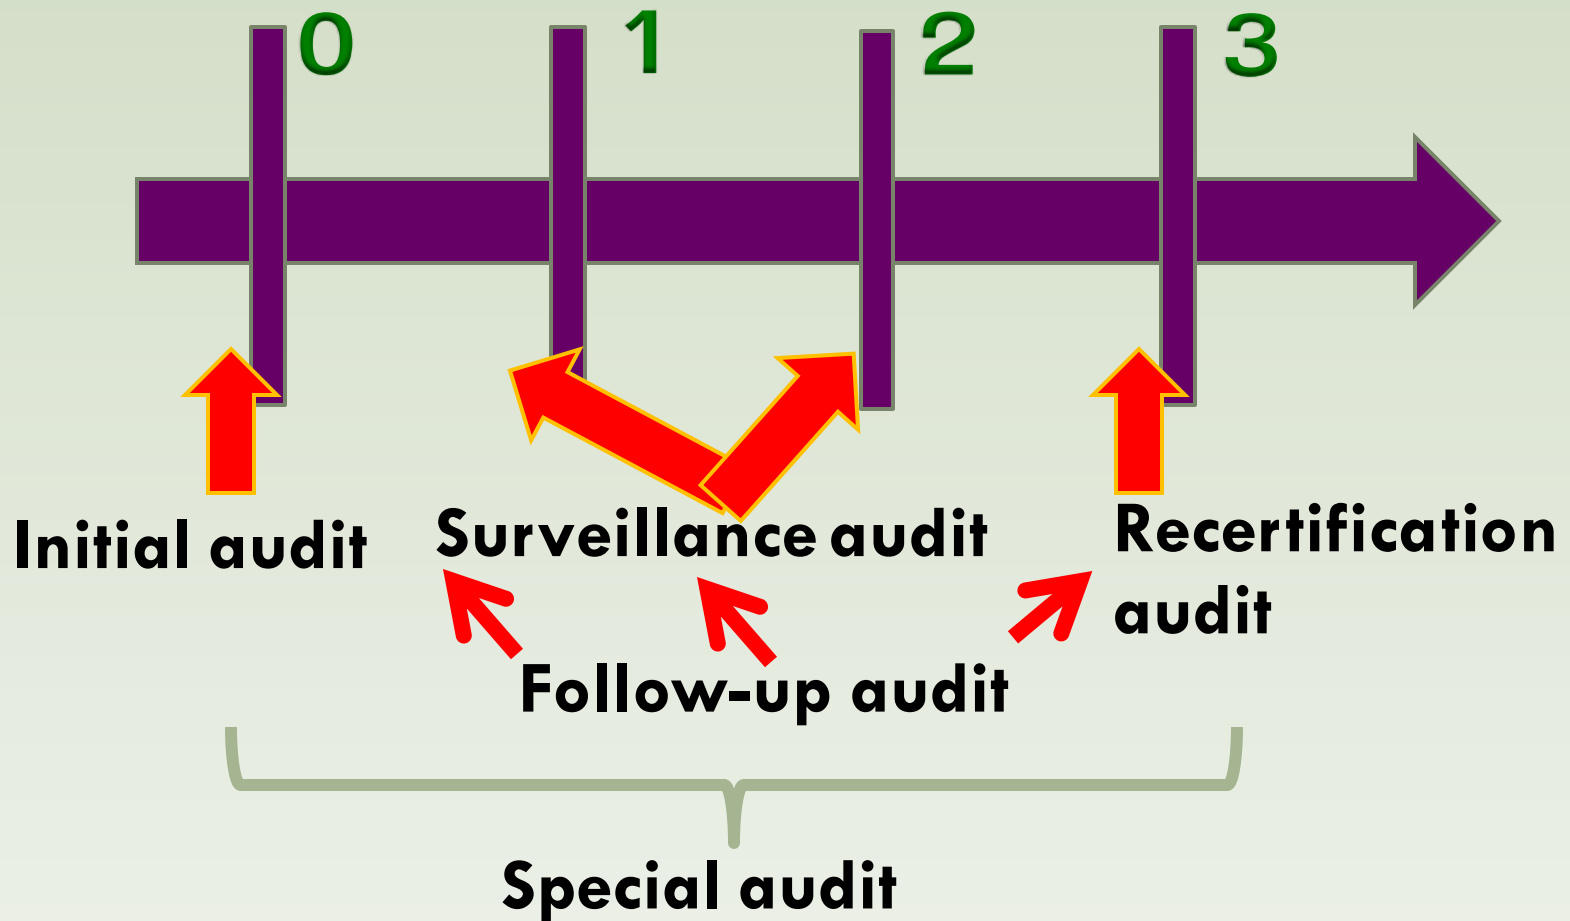 0 1 2 3
Initial audit
Surveillance audit
Recertification
audit
Follow-up audit
Special audit